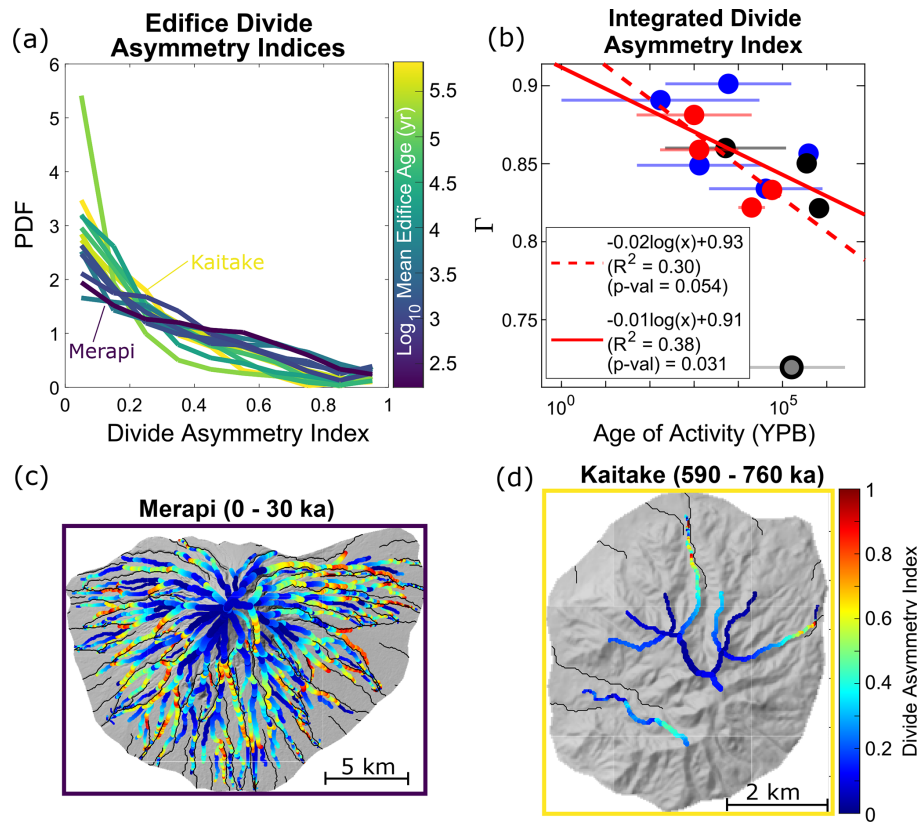 (a)
Edifice Divide
Asymmetry Indices
PDF
6
5
4
3
2
1
0
0
0.2
0.4
0.6
0.8
1
Divide Asymmetry Index
Kaitake
Merapi
Log10 Mean Edifice Age (yr)
5.5
5
4.5
4
3.5
3
2.5
(b)
Integrated Divide
Asymmetry Index
Γ
0.9
0.85
0.8
0.75
-0.02log(x)+0.93
(R² = 0.30)
(p-val = 0.054)
-0.01log(x)+0.91
(R² = 0.38)
(p-val) = 0.031
10⁰
10⁵
Age of Activity (YPB)
(c)
Merapi (0 - 30 ka)
5 km
(d)
Kaitake (590 - 760 ka)
2 km
1
0.8
0.6
0.4
0.2
0
Divide Asymmetry Index